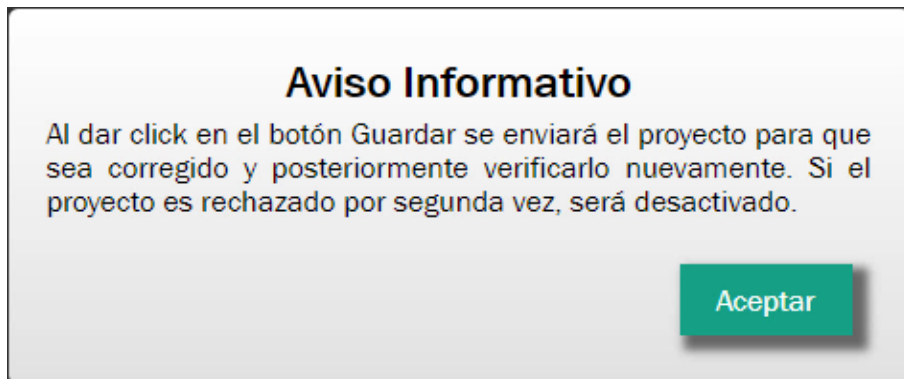 Aviso Informativo
Al dar click en el botón Guardar se enviará el proyecto para que
sea corregido y posteriormente verificarlo nuevamente. Si el
proyecto es rechazado por segunda vez, será desactivado.
Aceptar